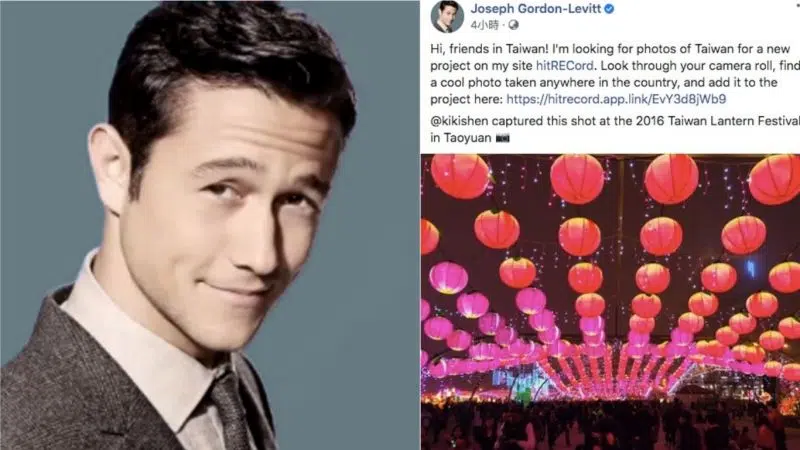 Joseph Gordon-Levitt
4小時
Hi, friends in Taiwan! I'm looking for photos of Taiwan for a new
project on my site hitRECord. Look through your camera roll, find
a cool photo taken anywhere in the country, and add it to the
project here: https://hitrecord.app.link/EvY3d8jWb9
@kikishen captured this shot at the 2016 Taiwan Lantern Festival
in Taoyuan